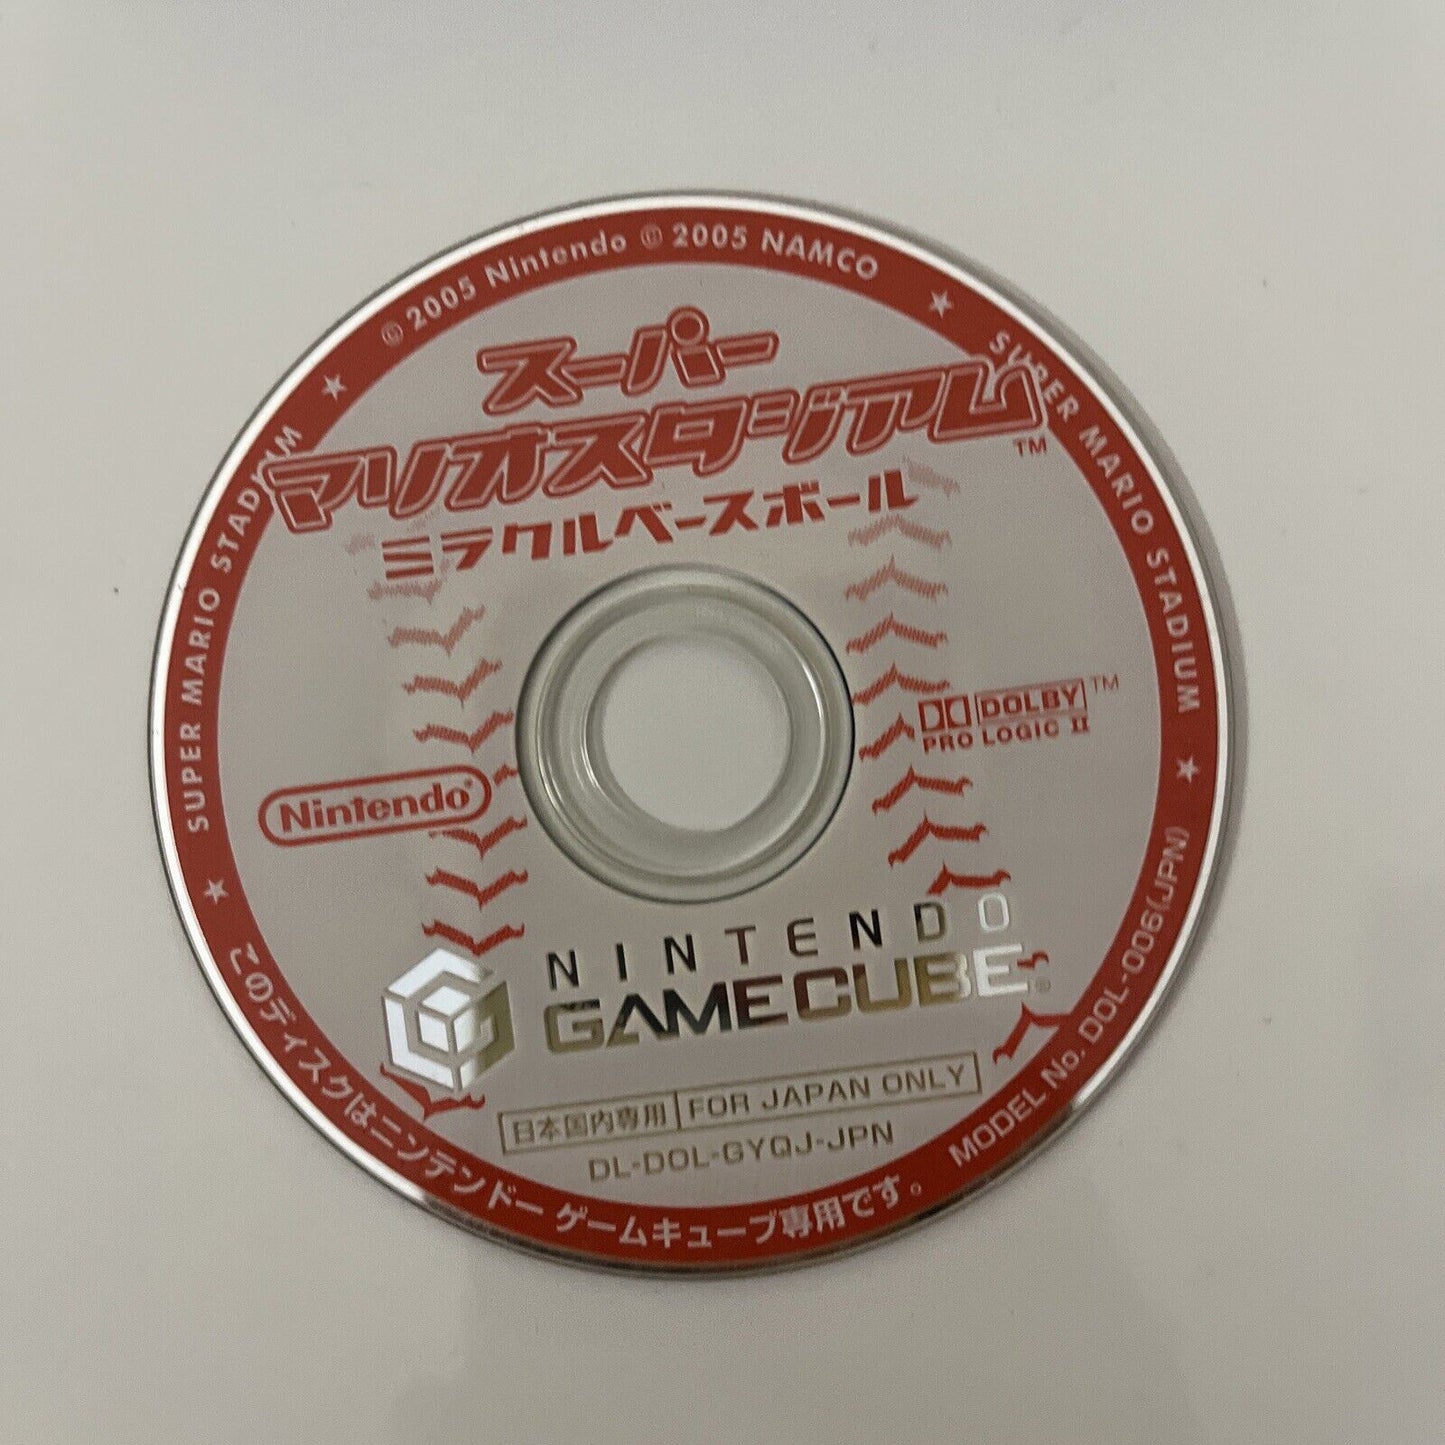 © 2005 Nintendo © 2005 NAMCO
SUPER MARIO STADIUM
SUPER MARIO STADIUM
スーパー
マリオスタジアム™
ミラクルベースボール
DOLBY™
PRO LOGIC II
Nintendo®
NINTENDO
GAMECUBE®
日本国内専用 FOR JAPAN ONLY
DL-DOL-GYQJ-JPN
MODEL No. DOL-006(JPN)
このディスクはニンテンドー ゲームキューブ専用です。